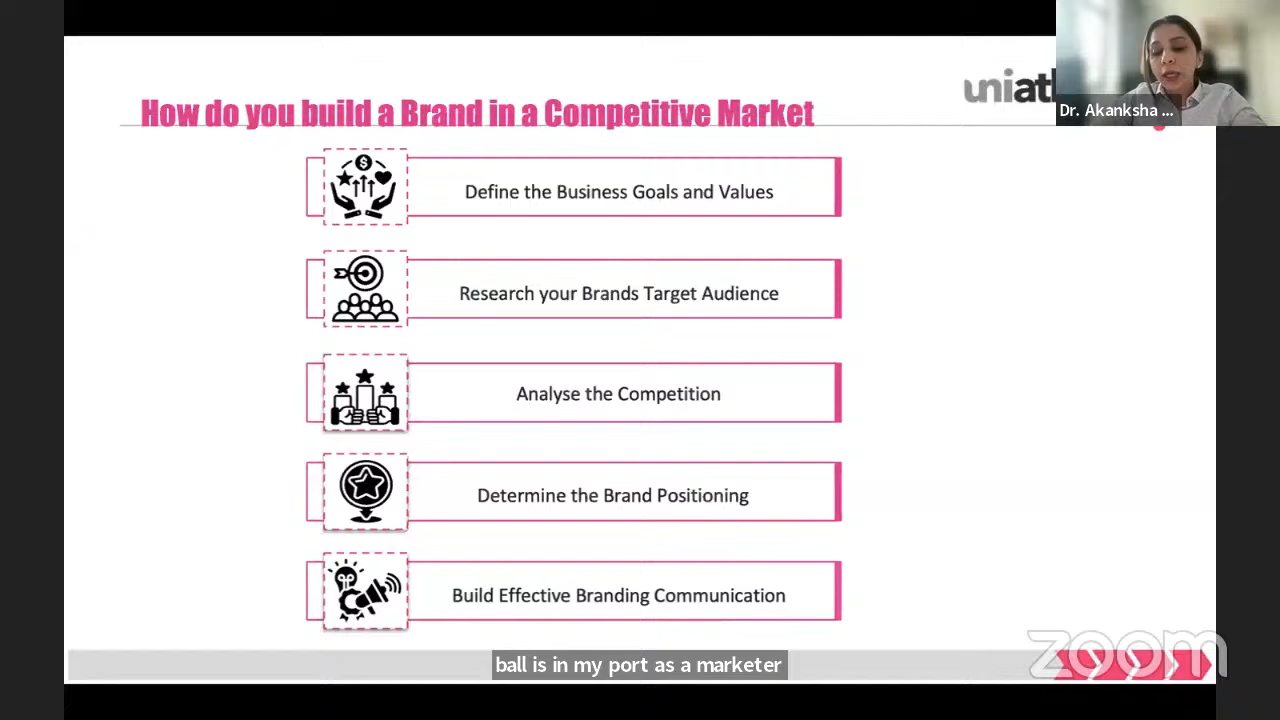 How do you build a Brand in a Competitive Market
uniatl
Dr. Akanksha ...
$
Define the Business Goals and Values
Research your Brands Target Audience
Analyse the Competition
Determine the Brand Positioning
Build Effective Branding Communication
ball is in my port as a marketer
zoom